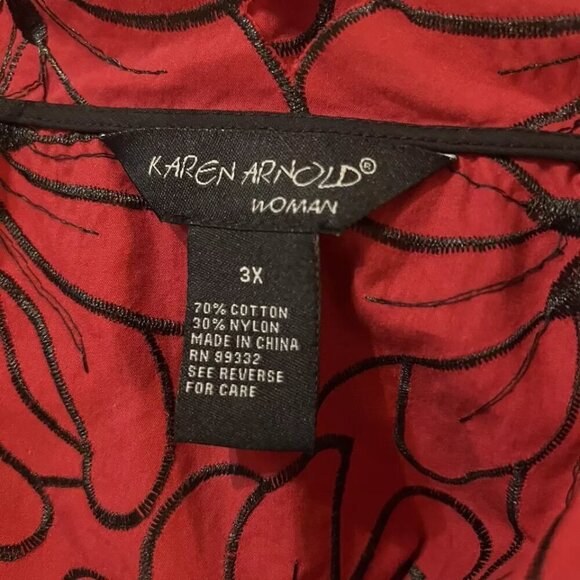 KAREN ARNOLD®
WOMAN
3X
70% COTTON
30% NYLON
MADE IN CHINA
RN 99332
SEE REVERSE
FOR CARE